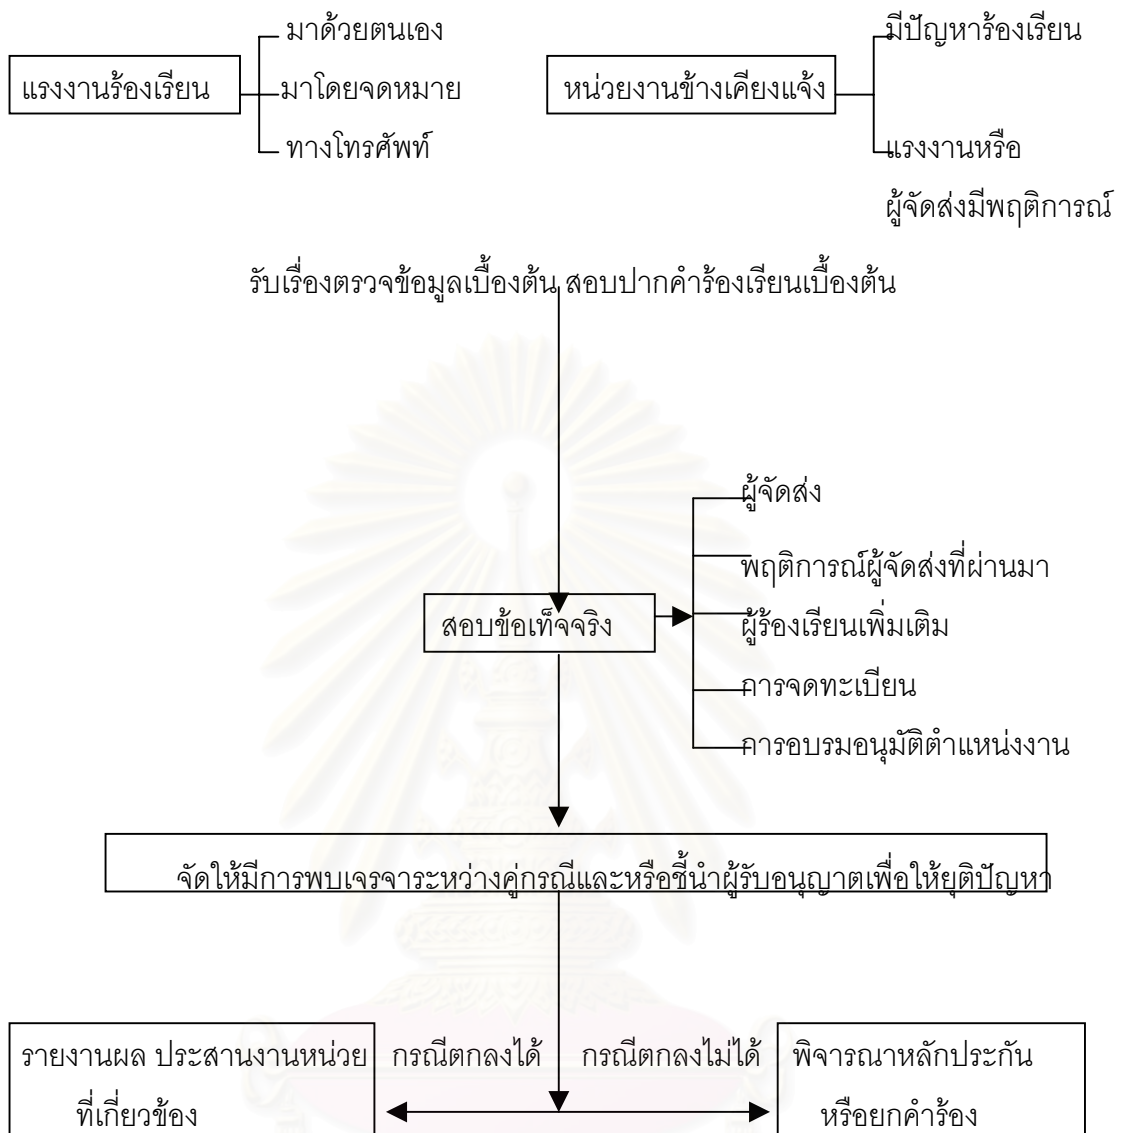 มาด้วยตนเอง
แรงงานร้องเรียน
มาโดยจดหมาย
ทางโทรศัพท์
มีปัญหาร้องเรียน
หน่วยงานข้างเคียงแจ้ง
แรงงานหรือ
ผู้จัดส่งมีพฤติการณ์
รับเรื่องตรวจข้อมูลเบื้องต้น สอบปากคำร้องเรียนเบื้องต้น
ผู้จัดส่ง
พฤติการณ์ผู้จัดส่งที่ผ่านมา
สอบข้อเท็จจริง
ผู้ร้องเรียนเพิ่มเติม
การจดทะเบียน
การอบรมอนุมัติตำแหน่งงาน
จัดให้มีการพบเจรจาระหว่างคู่กรณีและหรือชี้นำผู้รับอนุญาตเพื่อให้ยุติปัญหา
รายงานผล ประสานงานหน่วย
ที่เกี่ยวข้อง
กรณีตกลงได้
กรณีตกลงไม่ได้
พิจารณาหลักประกัน
หรือยกคำร้อง